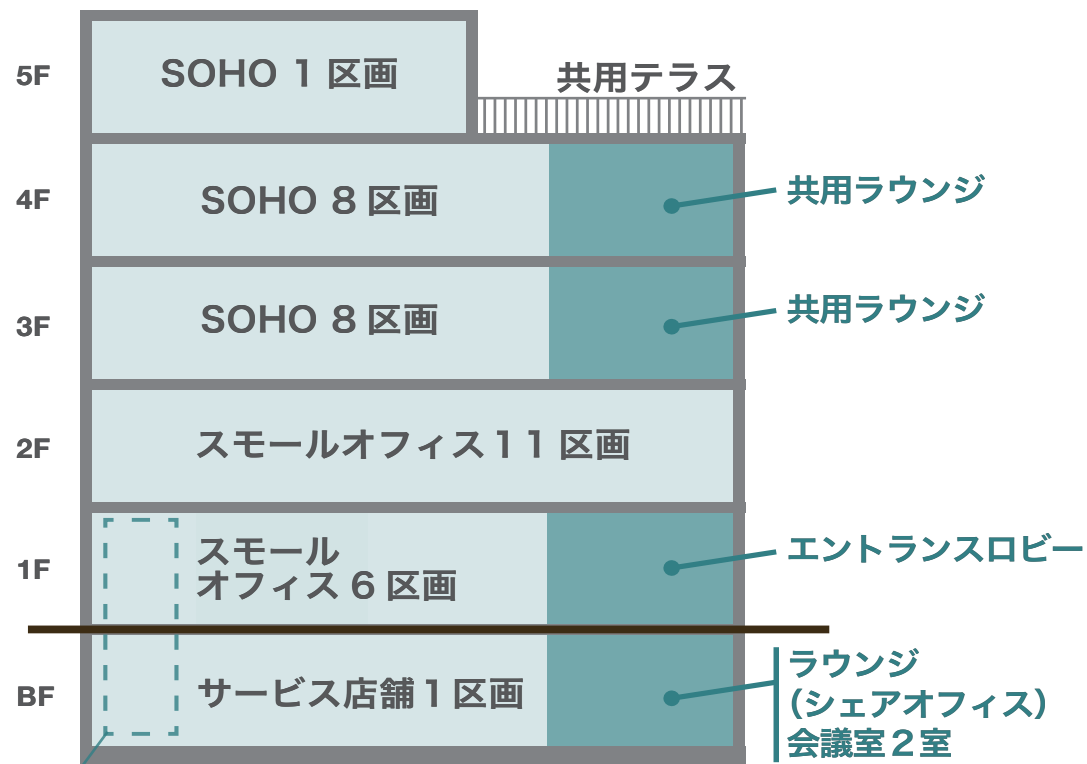 5F
SOHO 1 区画
共用テラス
4F
SOHO 8 区画
共用ラウンジ
3F
SOHO 8 区画
共用ラウンジ
2F
スモールオフィス11 区画
1F
スモール
オフィス 6 区画
エントランスロビー
BF
サービス店舗 1 区画
ラウンジ
(シェアオフィス)
会議室 2 室